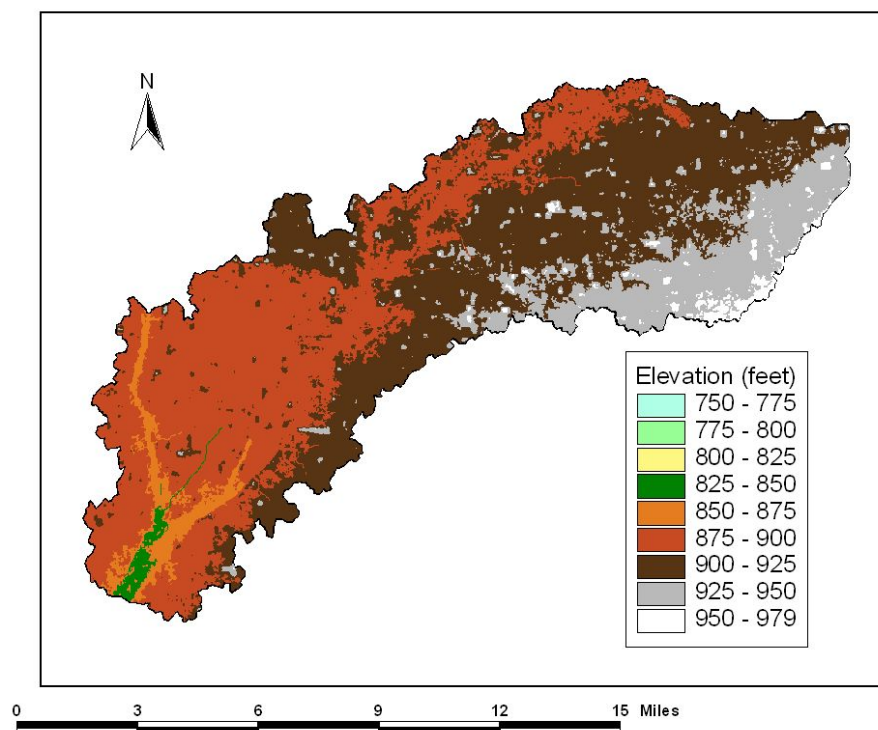 N
Elevation (feet)
750 - 775
775 - 800
800 - 825
825 - 850
850 - 875
875 - 900
900 - 925
925 - 950
950 - 979
0 3 6 9 12 15 Miles